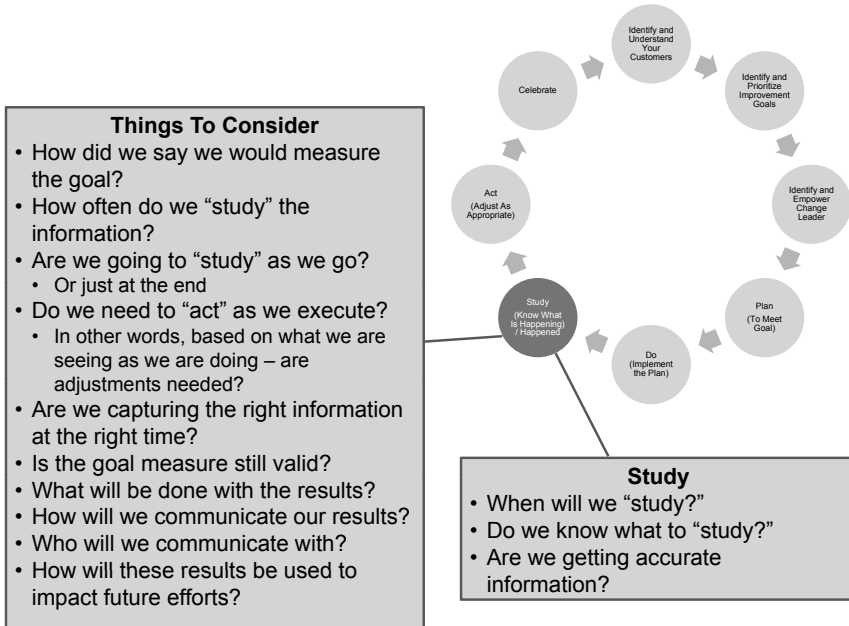 Identify and
Understand
Your
Customers
Identify and
Prioritize
Improvement
Goals
Identify and
Empower
Change
Leader
Plan
(To Meet
Goal)
Do
(Implement
the Plan)
Study
(Know What
Is Happening)
/ Happened
Act
(Adjust As
Appropriate)
Celebrate
Things To Consider
• How did we say we would measure
the goal?
• How often do we “study” the
information?
• Are we going to “study” as we go?
• Or just at the end
• Do we need to “act” as we execute?
• In other words, based on what we are
seeing as we are doing – are
adjustments needed?
• Are we capturing the right information
at the right time?
• Is the goal measure still valid?
• What will be done with the results?
• How will we communicate our results?
• Who will we communicate with?
• How will these results be used to
impact future efforts?
Study
• When will we “study?”
• Do we know what to “study?”
• Are we getting accurate
information?